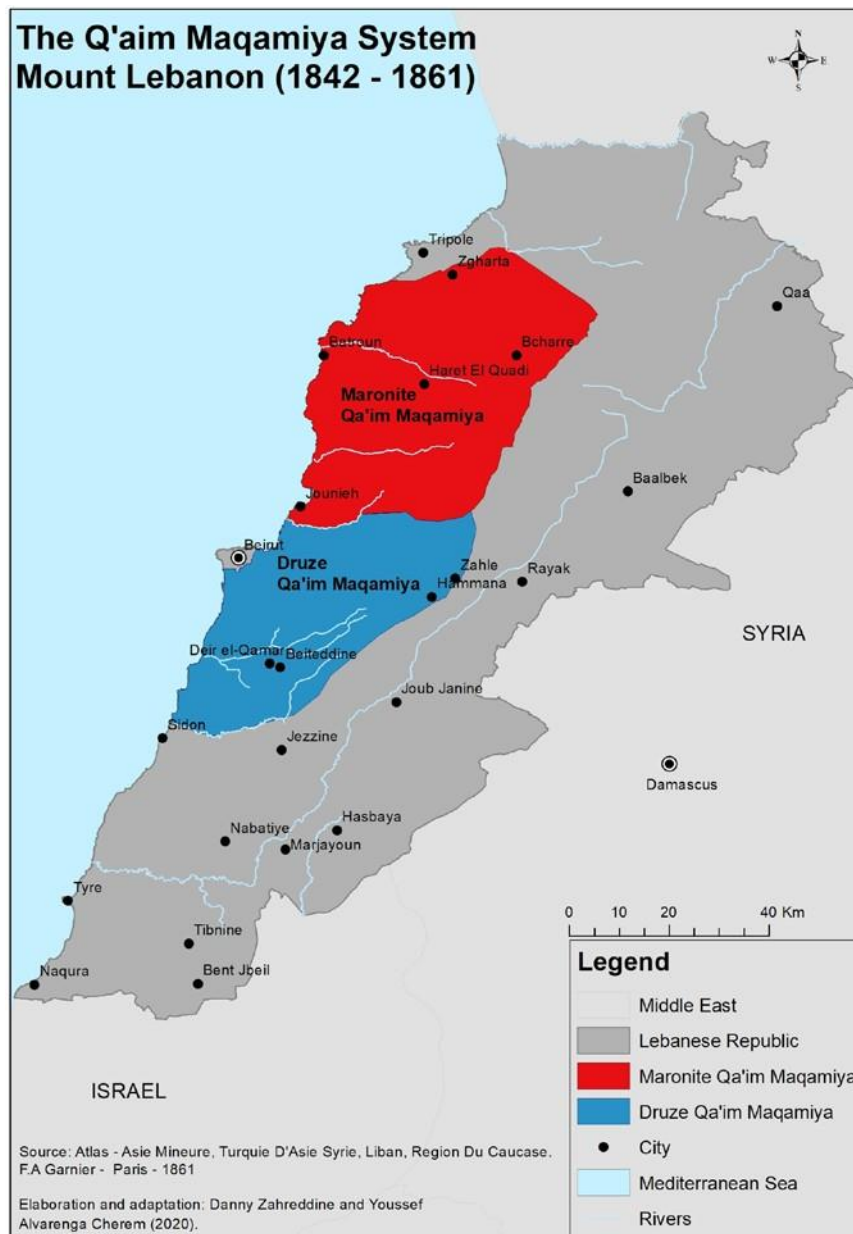 The Q'aim Maqamiya System
Mount Lebanon (1842 - 1861)
N
W E
S
Tripole
Zgharta
Qaa
Batroun
Bcharre
Haret El Quadi
Maronite
Qa'im Maqamiya
Baalbek
Jounieh
Beirut
Druze
Qa'im Maqamiya
Zahle
Hammana
Rayak
SYRIA
Deir el-Qamar
Beiteddine
Joub Janine
Sidon
Jezzine
Damascus
Nabatiye
Hasbaya
Marjayoun
Tyre
Tibnine
Naqura
Bent Jbeil
0 10 20 40 Km
Legend
Middle East
Lebanese Republic
Maronite Qa'im Maqamiya
Druze Qa'im Maqamiya
City
Mediterranean Sea
Rivers
ISRAEL
Source: Atlas - Asie Mineure, Turquie D'Asie Syrie, Liban, Region Du Caucase.
F.A Garnier - Paris - 1861
Elaboration and adaptation: Danny Zahreddine and Youssef
Alvarenga Cherem (2020).